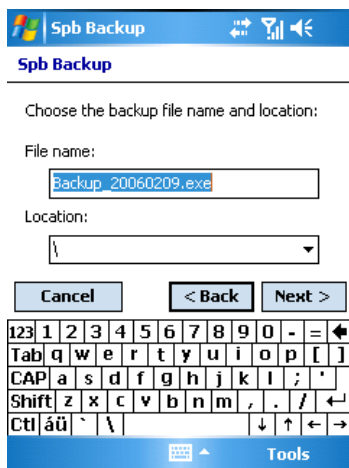 Spb Backup
Spb Backup
Choose the backup file name and location:
File name:
Backup_20060209.exe
Location:
\
Cancel < Back Next >
123 1 2 3 4 5 6 7 8 9 0 - =
Tab q w e r t y u i o p [ ]
CAP a s d f g h j k l ; '
Shift z x c v b n m , . /
Ctl áü ` \
Tools